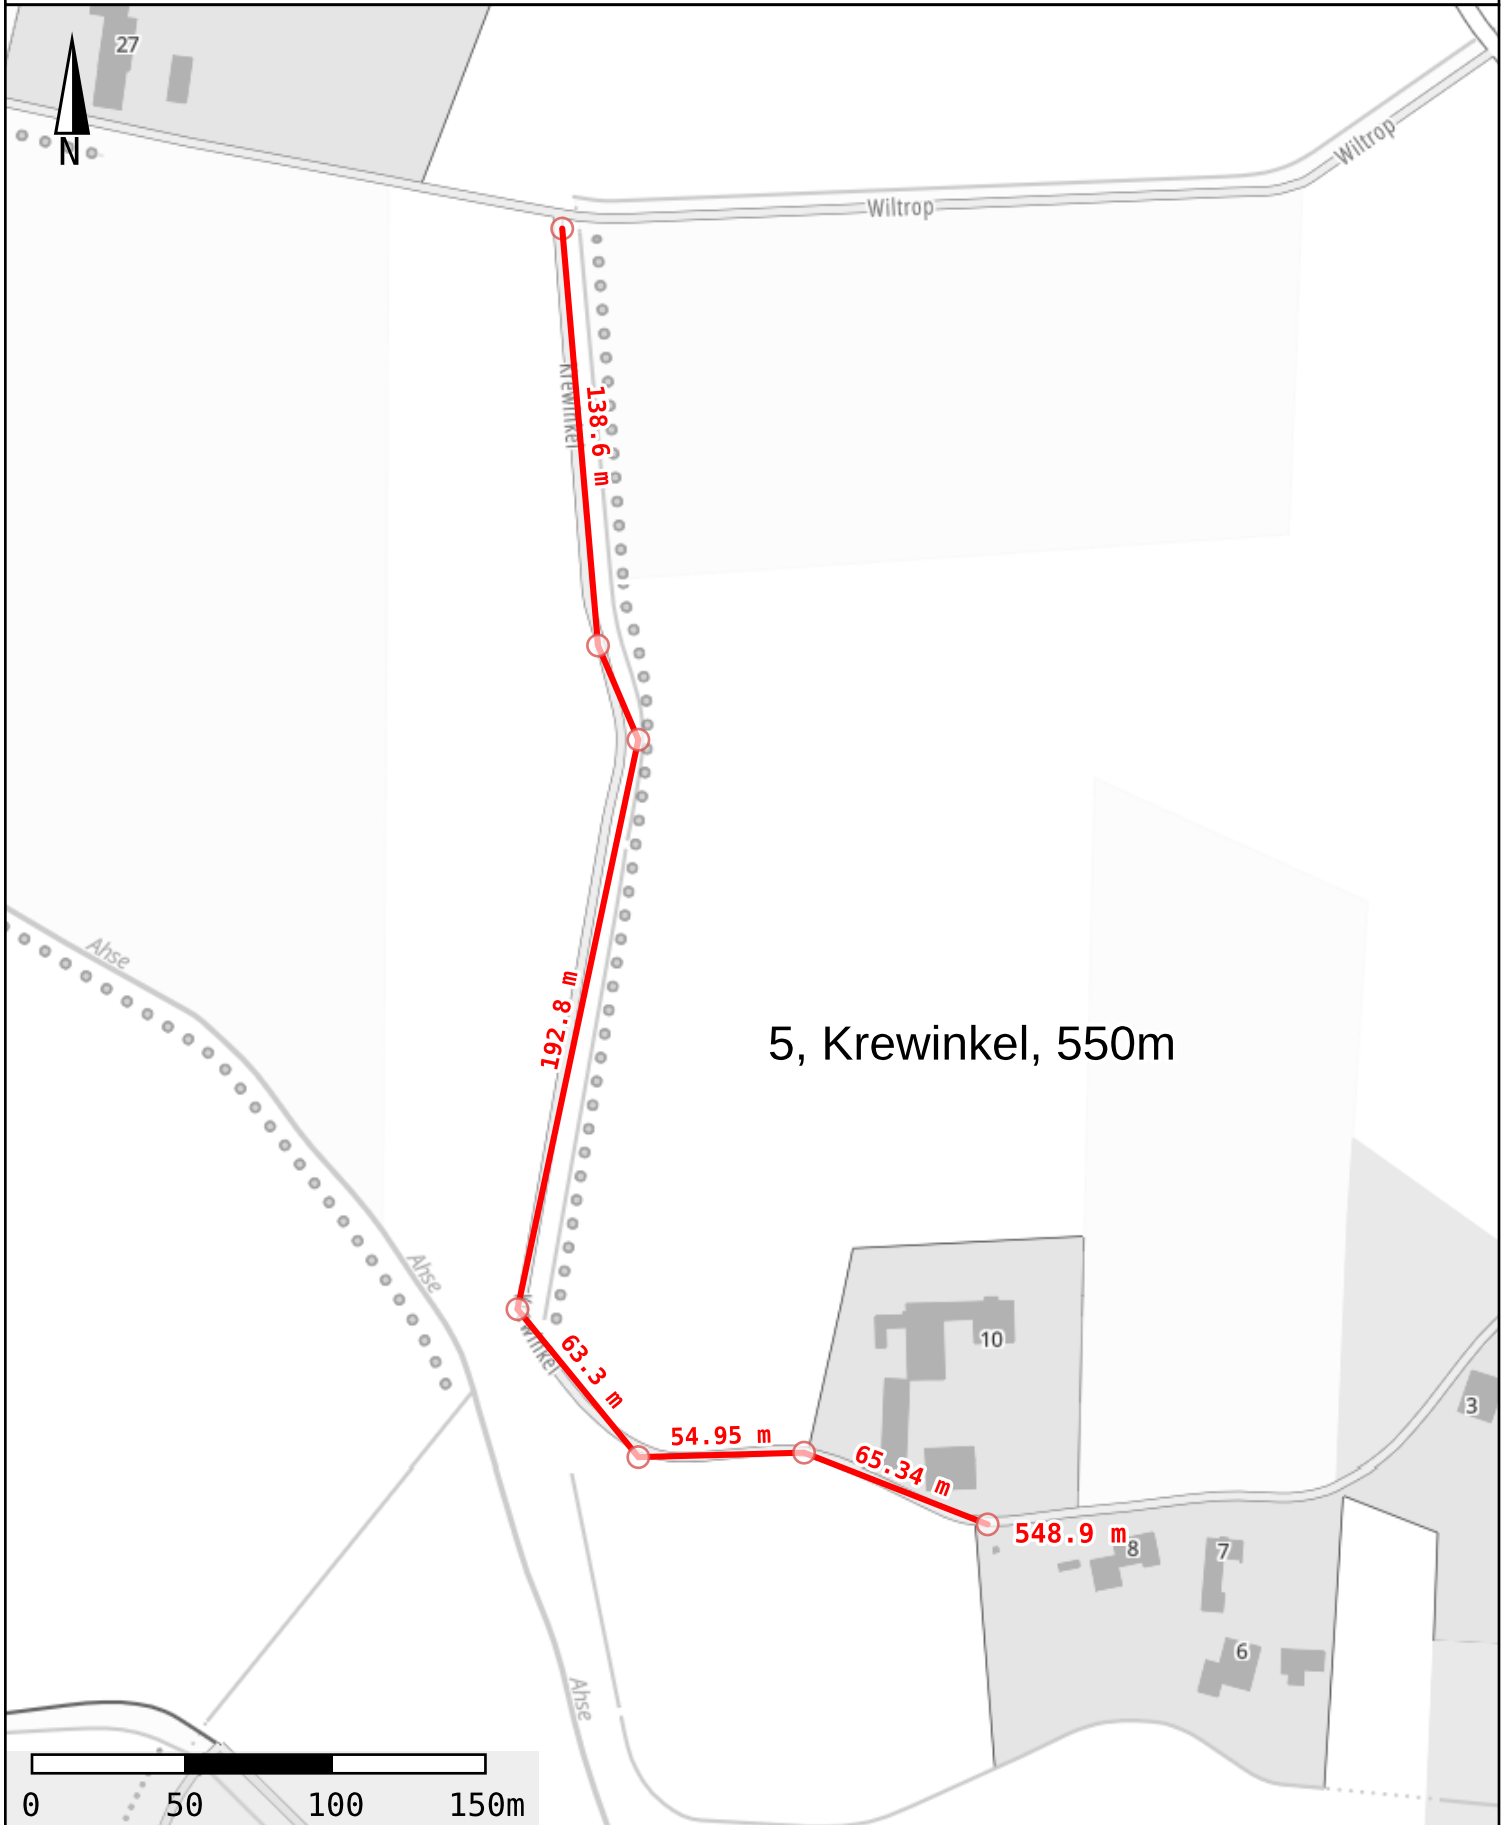 27
N
Wiltrop
Wiltrop
Krewinkel
138.6 m
Ahse
192.8 m
5, Krewinkel, 550m
Ahse
63.3 m
10
3
54.95 m
65.34 m
548.9 m
8
7
6
Ahse
0 50 100 150m